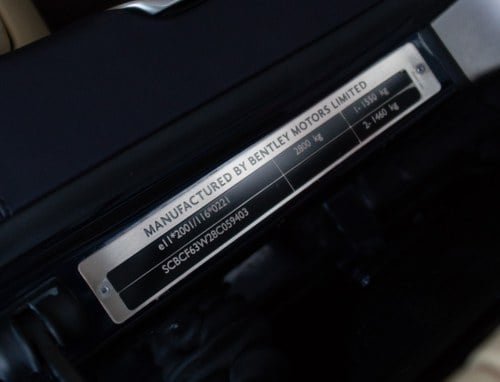 MANUFACTURED BY BENTLEY MOTORS LIMITED
e11*2001/116*0221
SCBCF63W28C059403
2800 kg
1- 1550 kg
2- 1460 kg